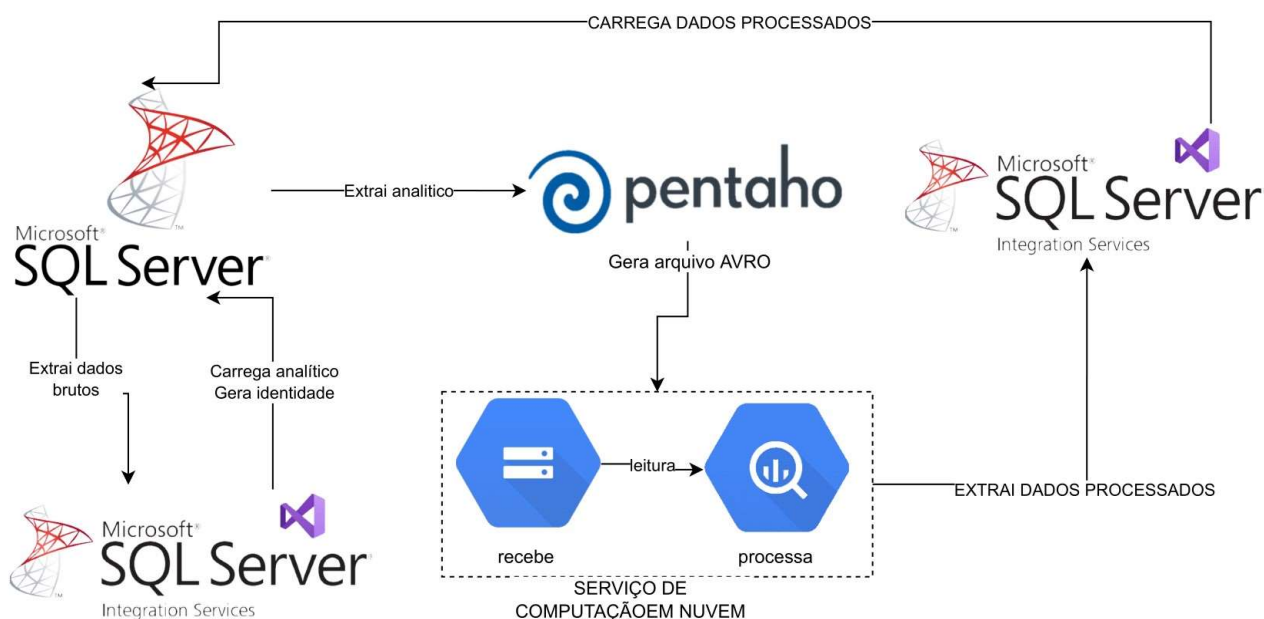 CARREGA DADOS PROCESSADOS
Microsoft®
SQL Server
Extrai analitico
pentaho
Microsoft®
SQL Server
Integration Services
Gera arquivo AVRO
Extrai dados
brutos
Carrega analítico
Gera identidade
leitura
EXTRAI DADOS PROCESSADOS
recebe
processa
Microsoft®
SQL Server
Integration Services
SERVIÇO DE
COMPUTAÇÃOEM NUVEM